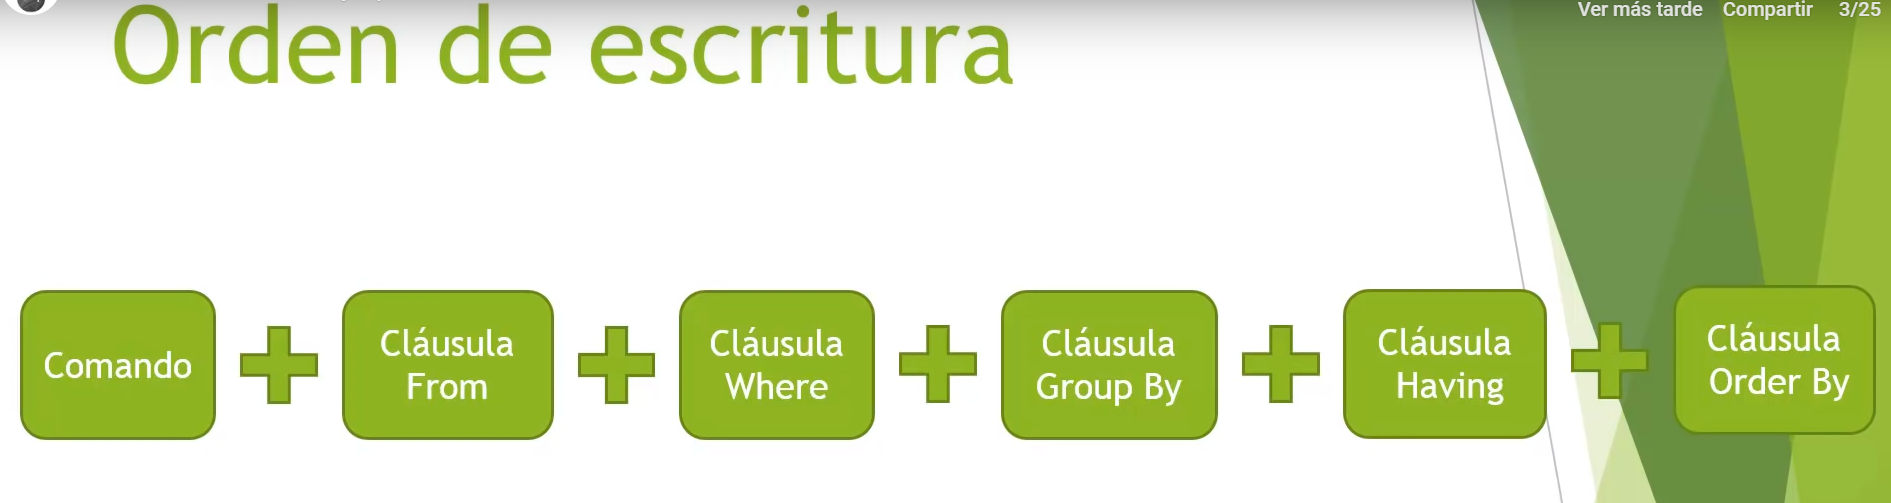 Ver más tarde Compartir 3/25
Orden de escritura
Comando
Cláusula
From
Cláusula
Where
Cláusula
Group By
Cláusula
Having
Cláusula
Order By